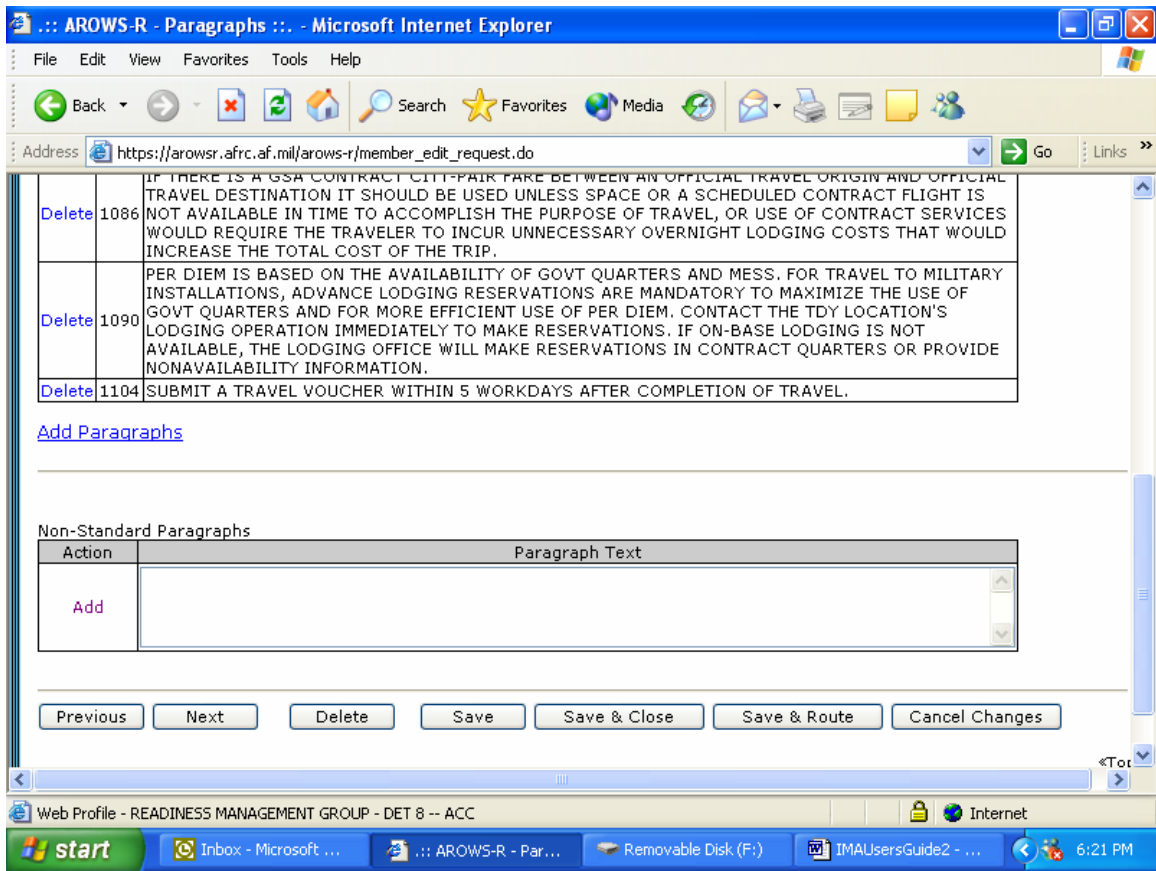 .:: AROWS-R - Paragraphs ::. - Microsoft Internet Explorer
File Edit View Favorites Tools Help
Back Search Favorites Media
Address https://arowsr.afrc.af.mil/arows-r/member_edit_request.do Go Links »
IF THERE IS A GSA CONTRACT CITY-PAIR FARE BETWEEN AN OFFICIAL TRAVEL ORIGIN AND OFFICIAL
TRAVEL DESTINATION IT SHOULD BE USED UNLESS SPACE OR A SCHEDULED CONTRACT FLIGHT IS
Delete 1086 NOT AVAILABLE IN TIME TO ACCOMPLISH THE PURPOSE OF TRAVEL, OR USE OF CONTRACT SERVICES
WOULD REQUIRE THE TRAVELER TO INCUR UNNECESSARY OVERNIGHT LODGING COSTS THAT WOULD
INCREASE THE TOTAL COST OF THE TRIP.
PER DIEM IS BASED ON THE AVAILABILITY OF GOVT QUARTERS AND MESS. FOR TRAVEL TO MILITARY
INSTALLATIONS, ADVANCE LODGING RESERVATIONS ARE MANDATORY TO MAXIMIZE THE USE OF
Delete 1090 GOVT QUARTERS AND FOR MORE EFFICIENT USE OF PER DIEM. CONTACT THE TDY LOCATION'S
LODGING OPERATION IMMEDIATELY TO MAKE RESERVATIONS. IF ON-BASE LODGING IS NOT
AVAILABLE, THE LODGING OFFICE WILL MAKE RESERVATIONS IN CONTRACT QUARTERS OR PROVIDE
NONAVAILABILITY INFORMATION.
Delete 1104 SUBMIT A TRAVEL VOUCHER WITHIN 5 WORKDAYS AFTER COMPLETION OF TRAVEL.
Add Paragraphs
Non-Standard Paragraphs
Action Paragraph Text
Add
Previous Next Delete Save Save & Close Save & Route Cancel Changes
«Top
Web Profile - READINESS MANAGEMENT GROUP - DET 8 -- ACC Internet
start Inbox - Microsoft ... .:: AROWS-R - Par... Removable Disk (F:) IMAUsersGuide2 - ... 6:21 PM